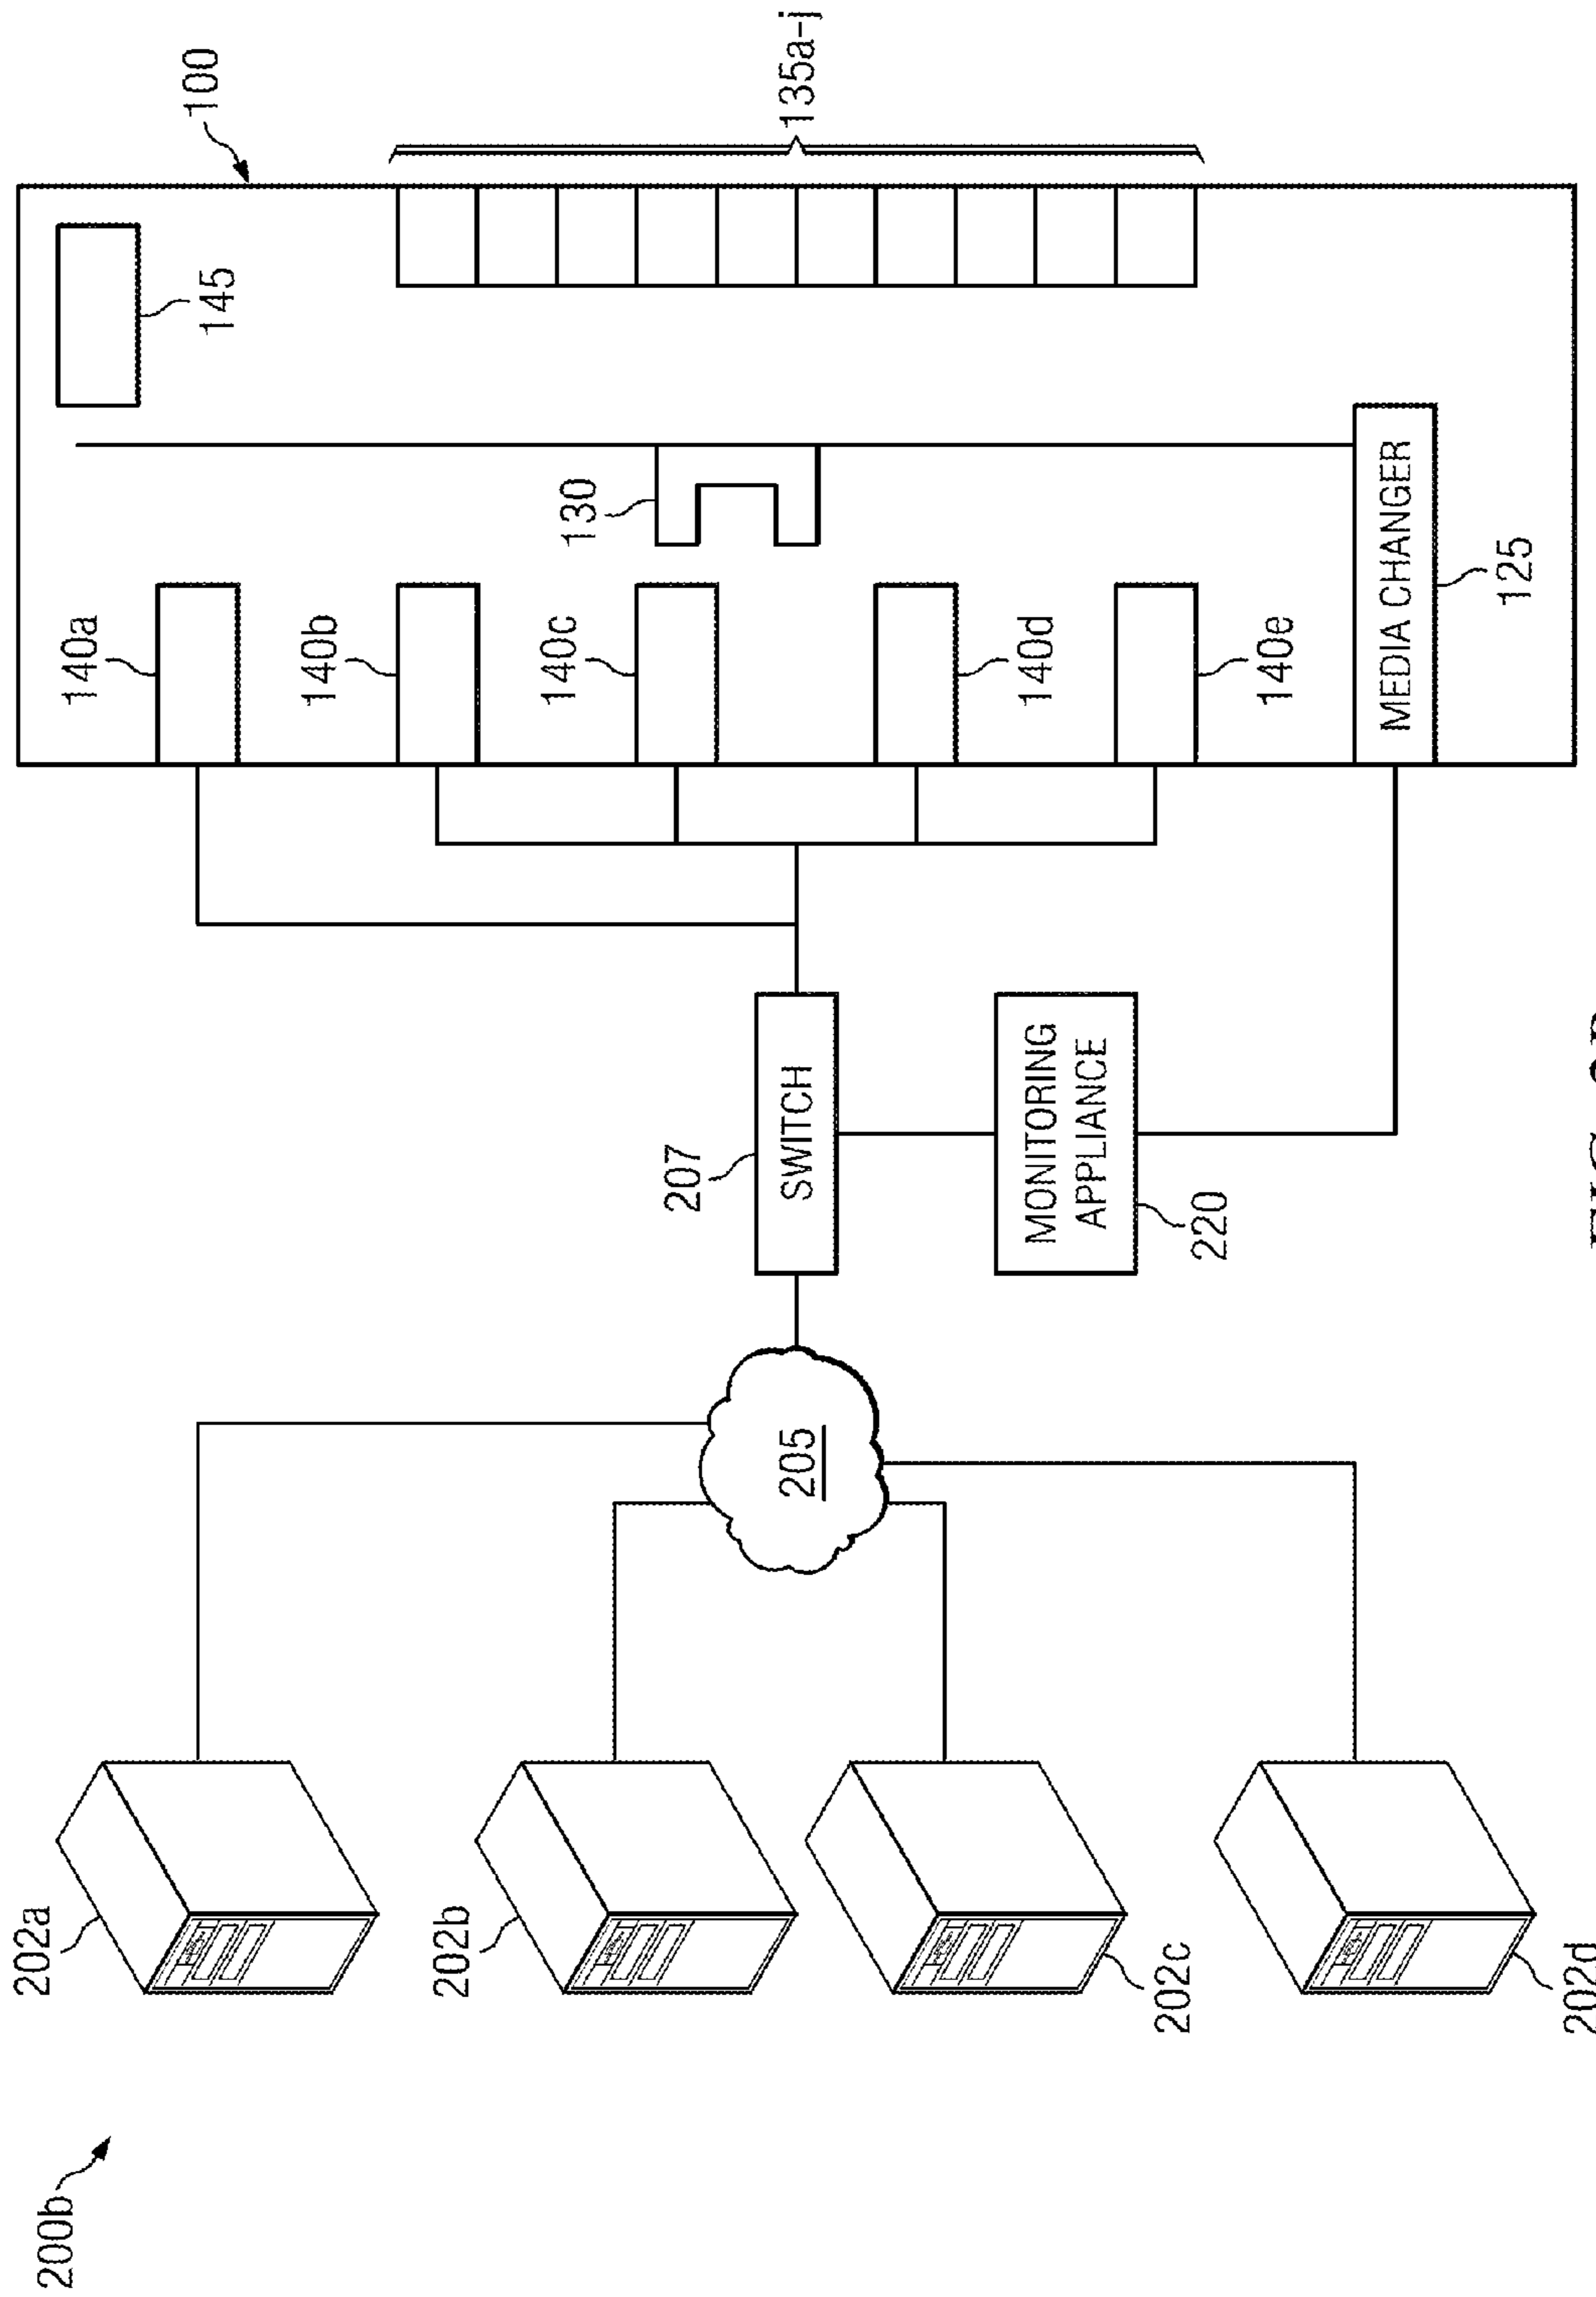 200b
202a
140a
100
145
140b
202b
140c
130
207
205
SWITCH
135a-j
140d
MONITORING
APPLIANCE
202c
220
140e
MEDIA CHANGER
125
202d